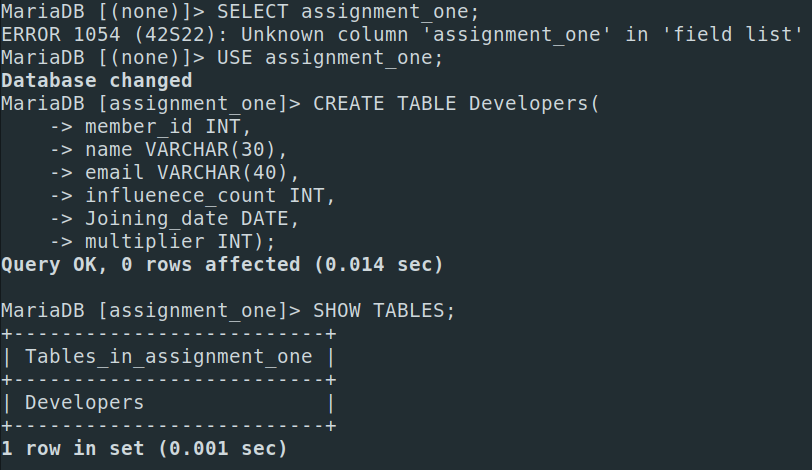 MariaDB [(none)]> SELECT assignment_one;
ERROR 1054 (42S22): Unknown column 'assignment_one' in 'field list'
MariaDB [(none)]> USE assignment_one;
Database changed
MariaDB [assignment_one]> CREATE TABLE Developers(
    -> member_id INT,
    -> name VARCHAR(30),
    -> email VARCHAR(40),
    -> influenece_count INT,
    -> Joining_date DATE,
    -> multiplier INT);
Query OK, 0 rows affected (0.014 sec)

MariaDB [assignment_one]> SHOW TABLES;
+--------------------------+
| Tables_in_assignment_one |
+--------------------------+
| Developers               |
+--------------------------+
1 row in set (0.001 sec)